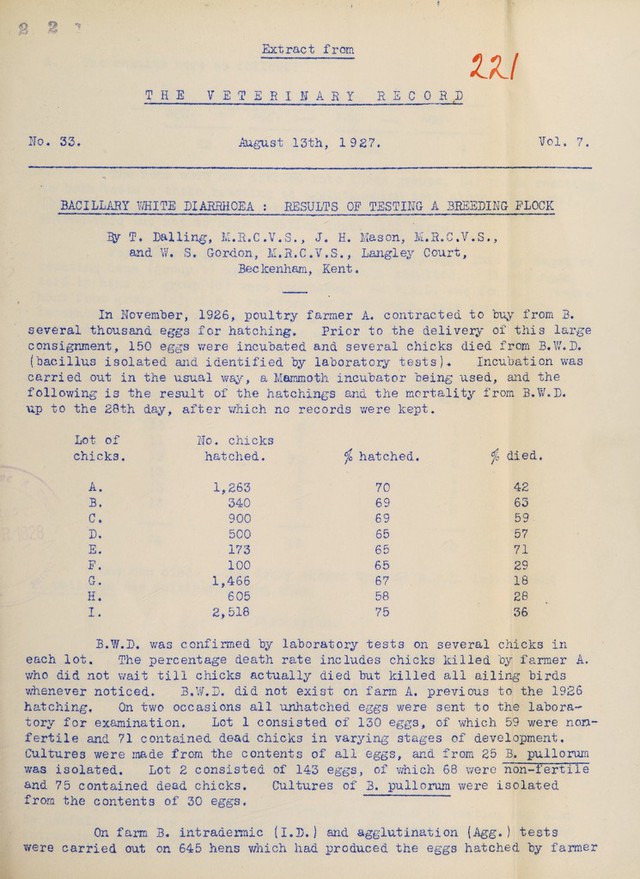 2 2
Extract from
221
THE VETERINARY RECORD
No. 33. August 13th, 1927. Vol. 7.
BACILLARY WHITE DIARRHOEA : RESULTS OF TESTING A BREEDING FLOCK
By T. Dalling, M.R.C.V.S., J. H. Mason, M.R.C.V.S.,
and W. S. Gordon, M.R.C.V.S., Langley Court,
Beckenham, Kent.
In November, 1926, poultry farmer A. contracted to buy from B.
several thousand eggs for hatching. Prior to the delivery of this large
consignment, 150 eggs were incubated and several chicks died from B.W.D.
(bacillus isolated and identified by laboratory tests). Incubation was
carried out in the usual way, a Mammoth incubator being used, and the
following is the result of the hatchings and the mortality from B.W.D.
up to the 28th day, after which no records were kept.
Lot of No. chicks
chicks. hatched. % hatched. % died.
A. 1,263 70 42
B. 340 69 63
C. 900 69 59
D. 500 65 57
E. 173 65 71
F. 100 65 29
G. 1,466 67 18
H. 605 58 28
I. 2,518 75 36
B.W.D. was confirmed by laboratory tests on several chicks in
each lot. The percentage death rate includes chicks killed by farmer A.
who did not wait till chicks actually died but killed all ailing birds
whenever noticed. B.W.D. did not exist on farm A. previous to the 1926
hatching. On two occasions all unhatched eggs were sent to the labora-
tory for examination. Lot 1 consisted of 130 eggs, of which 59 were non-
fertile and 71 contained dead chicks in varying stages of development.
Cultures were made from the contents of all eggs, and from 25 B. pullorum
was isolated. Lot 2 consisted of 143 eggs, of which 68 were non-fertile
and 75 contained dead chicks. Cultures of B. pullorum were isolated
from the contents of 30 eggs.
On farm B. intradermic (I.D.) and agglutination (Agg.) tests
were carried out on 645 hens which had produced the eggs hatched by farmer